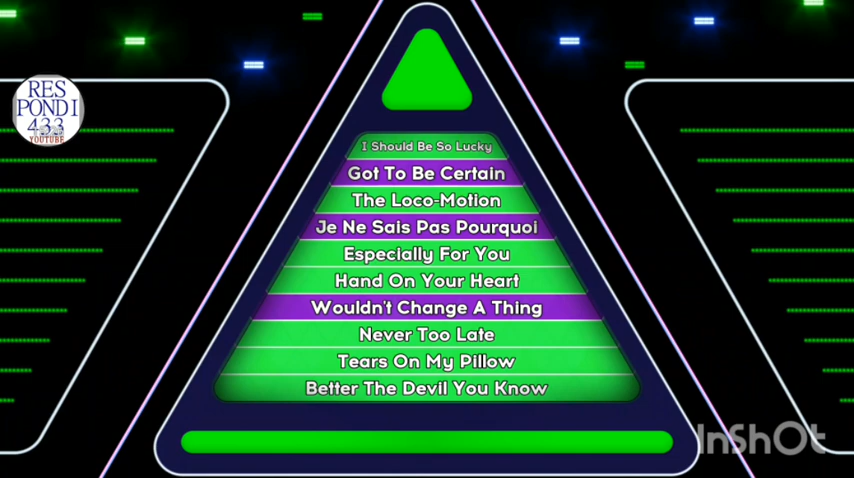 RES
PONDI
433
YOUTUBE
I Should Be So Lucky
Got To Be Certain
The Loco-Motion
Je Ne Sais Pas Pourquoi
Especially For You
Hand On Your Heart
Wouldn't Change A Thing
Never Too Late
Tears On My Pillow
Better The Devil You Know
InShOt